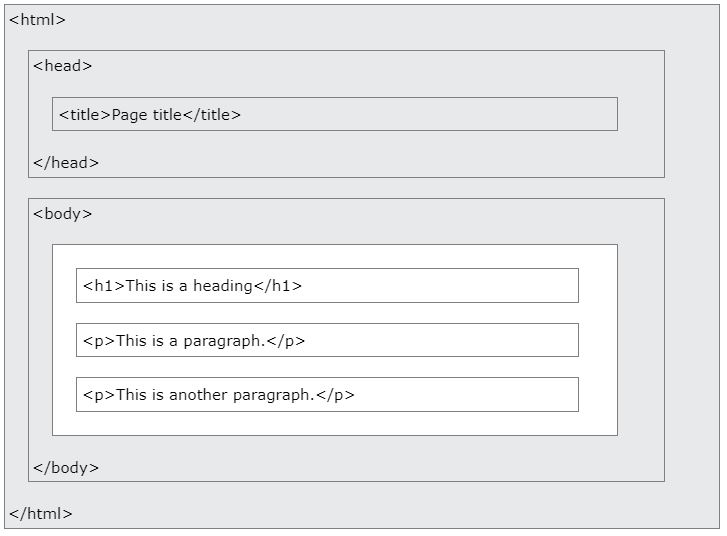 <html>
<head>
<title>Page title</title>
</head>
<body>
<h1>This is a heading</h1>
<p>This is a paragraph.</p>
<p>This is another paragraph.</p>
</body>
</html>